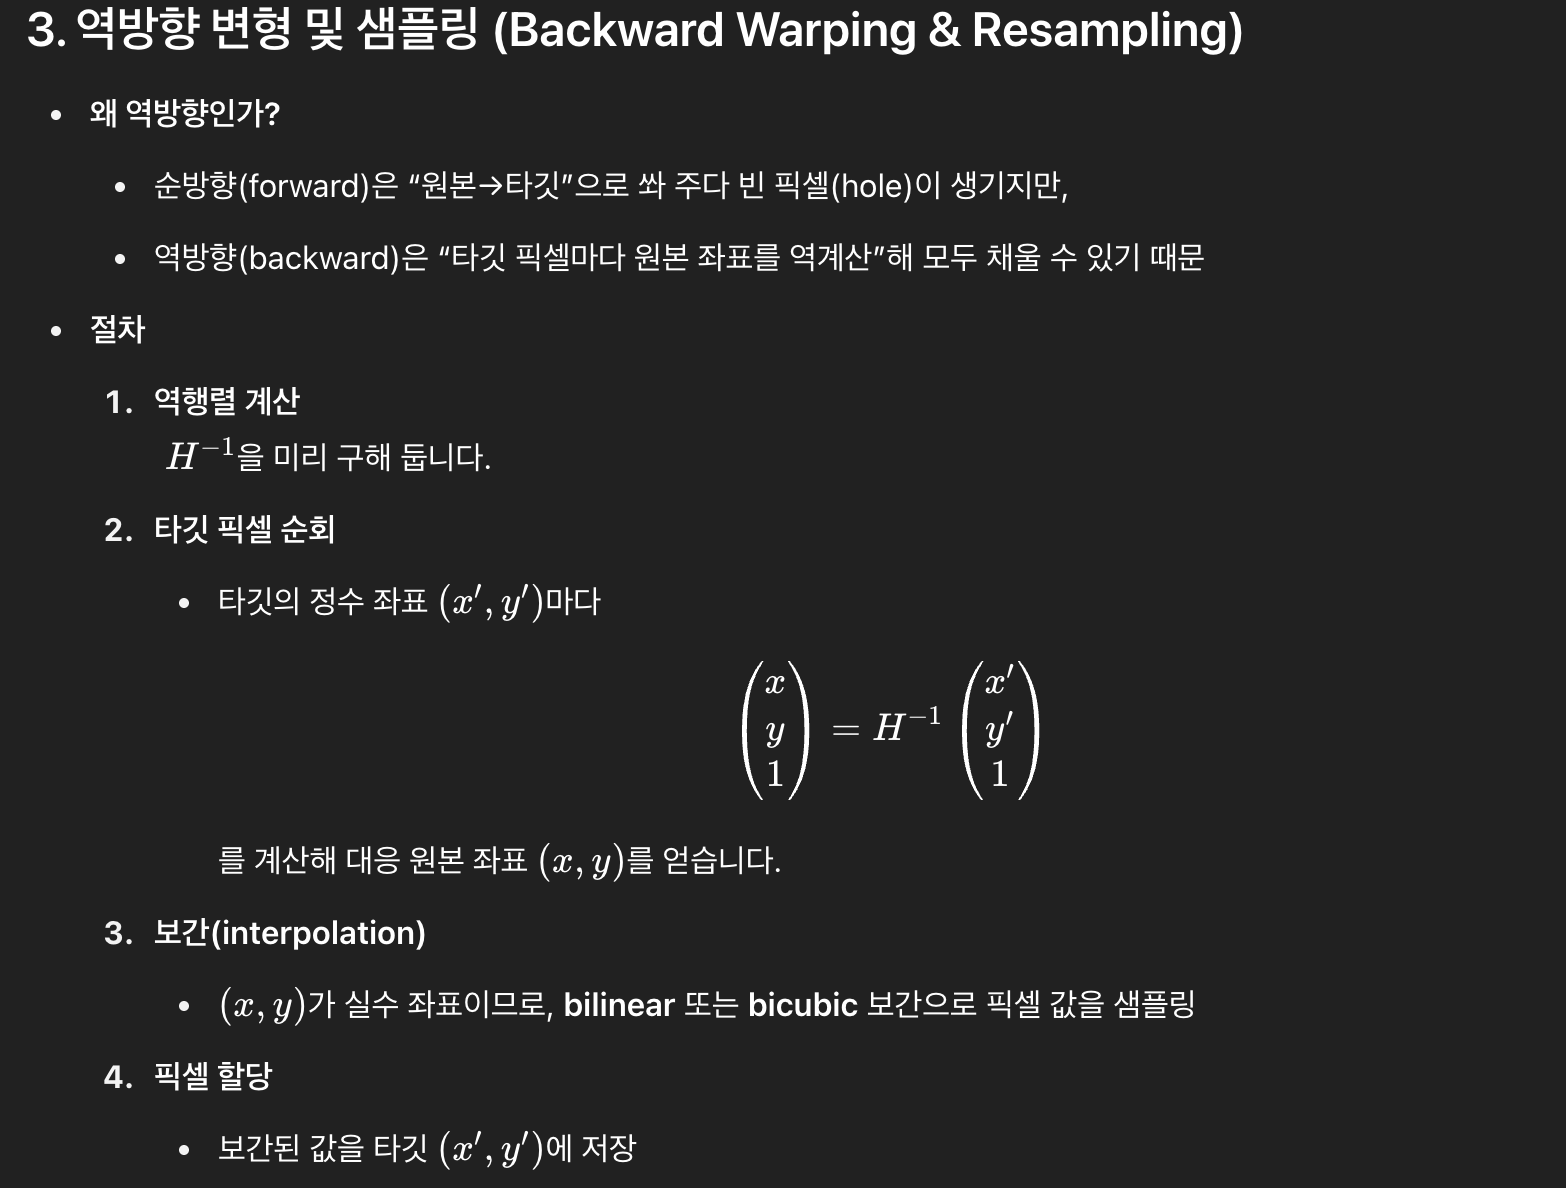 3. 역방향 변형 및 샘플링 (Backward Warping & Resampling)
• 왜 역방향인가?
• 순방향(forward)은 “원본→타깃”으로 쏴 주다 빈 픽셀(hole)이 생기지만,
• 역방향(backward)은 “타깃 픽셀마다 원본 좌표를 역계산”해 모두 채울 수 있기 때문
• 절차
1. 역행렬 계산
H⁻¹을 미리 구해 둡니다.
2. 타깃 픽셀 순회
• 타깃의 정수 좌표 (x′, y′)마다
(x y 1) = H⁻¹ (x′ y′ 1)
를 계산해 대응 원본 좌표 (x, y)를 얻습니다.
3. 보간(interpolation)
• (x, y)가 실수 좌표이므로, bilinear 또는 bicubic 보간으로 픽셀 값을 샘플링
4. 픽셀 할당
• 보간된 값을 타깃 (x′, y′)에 저장